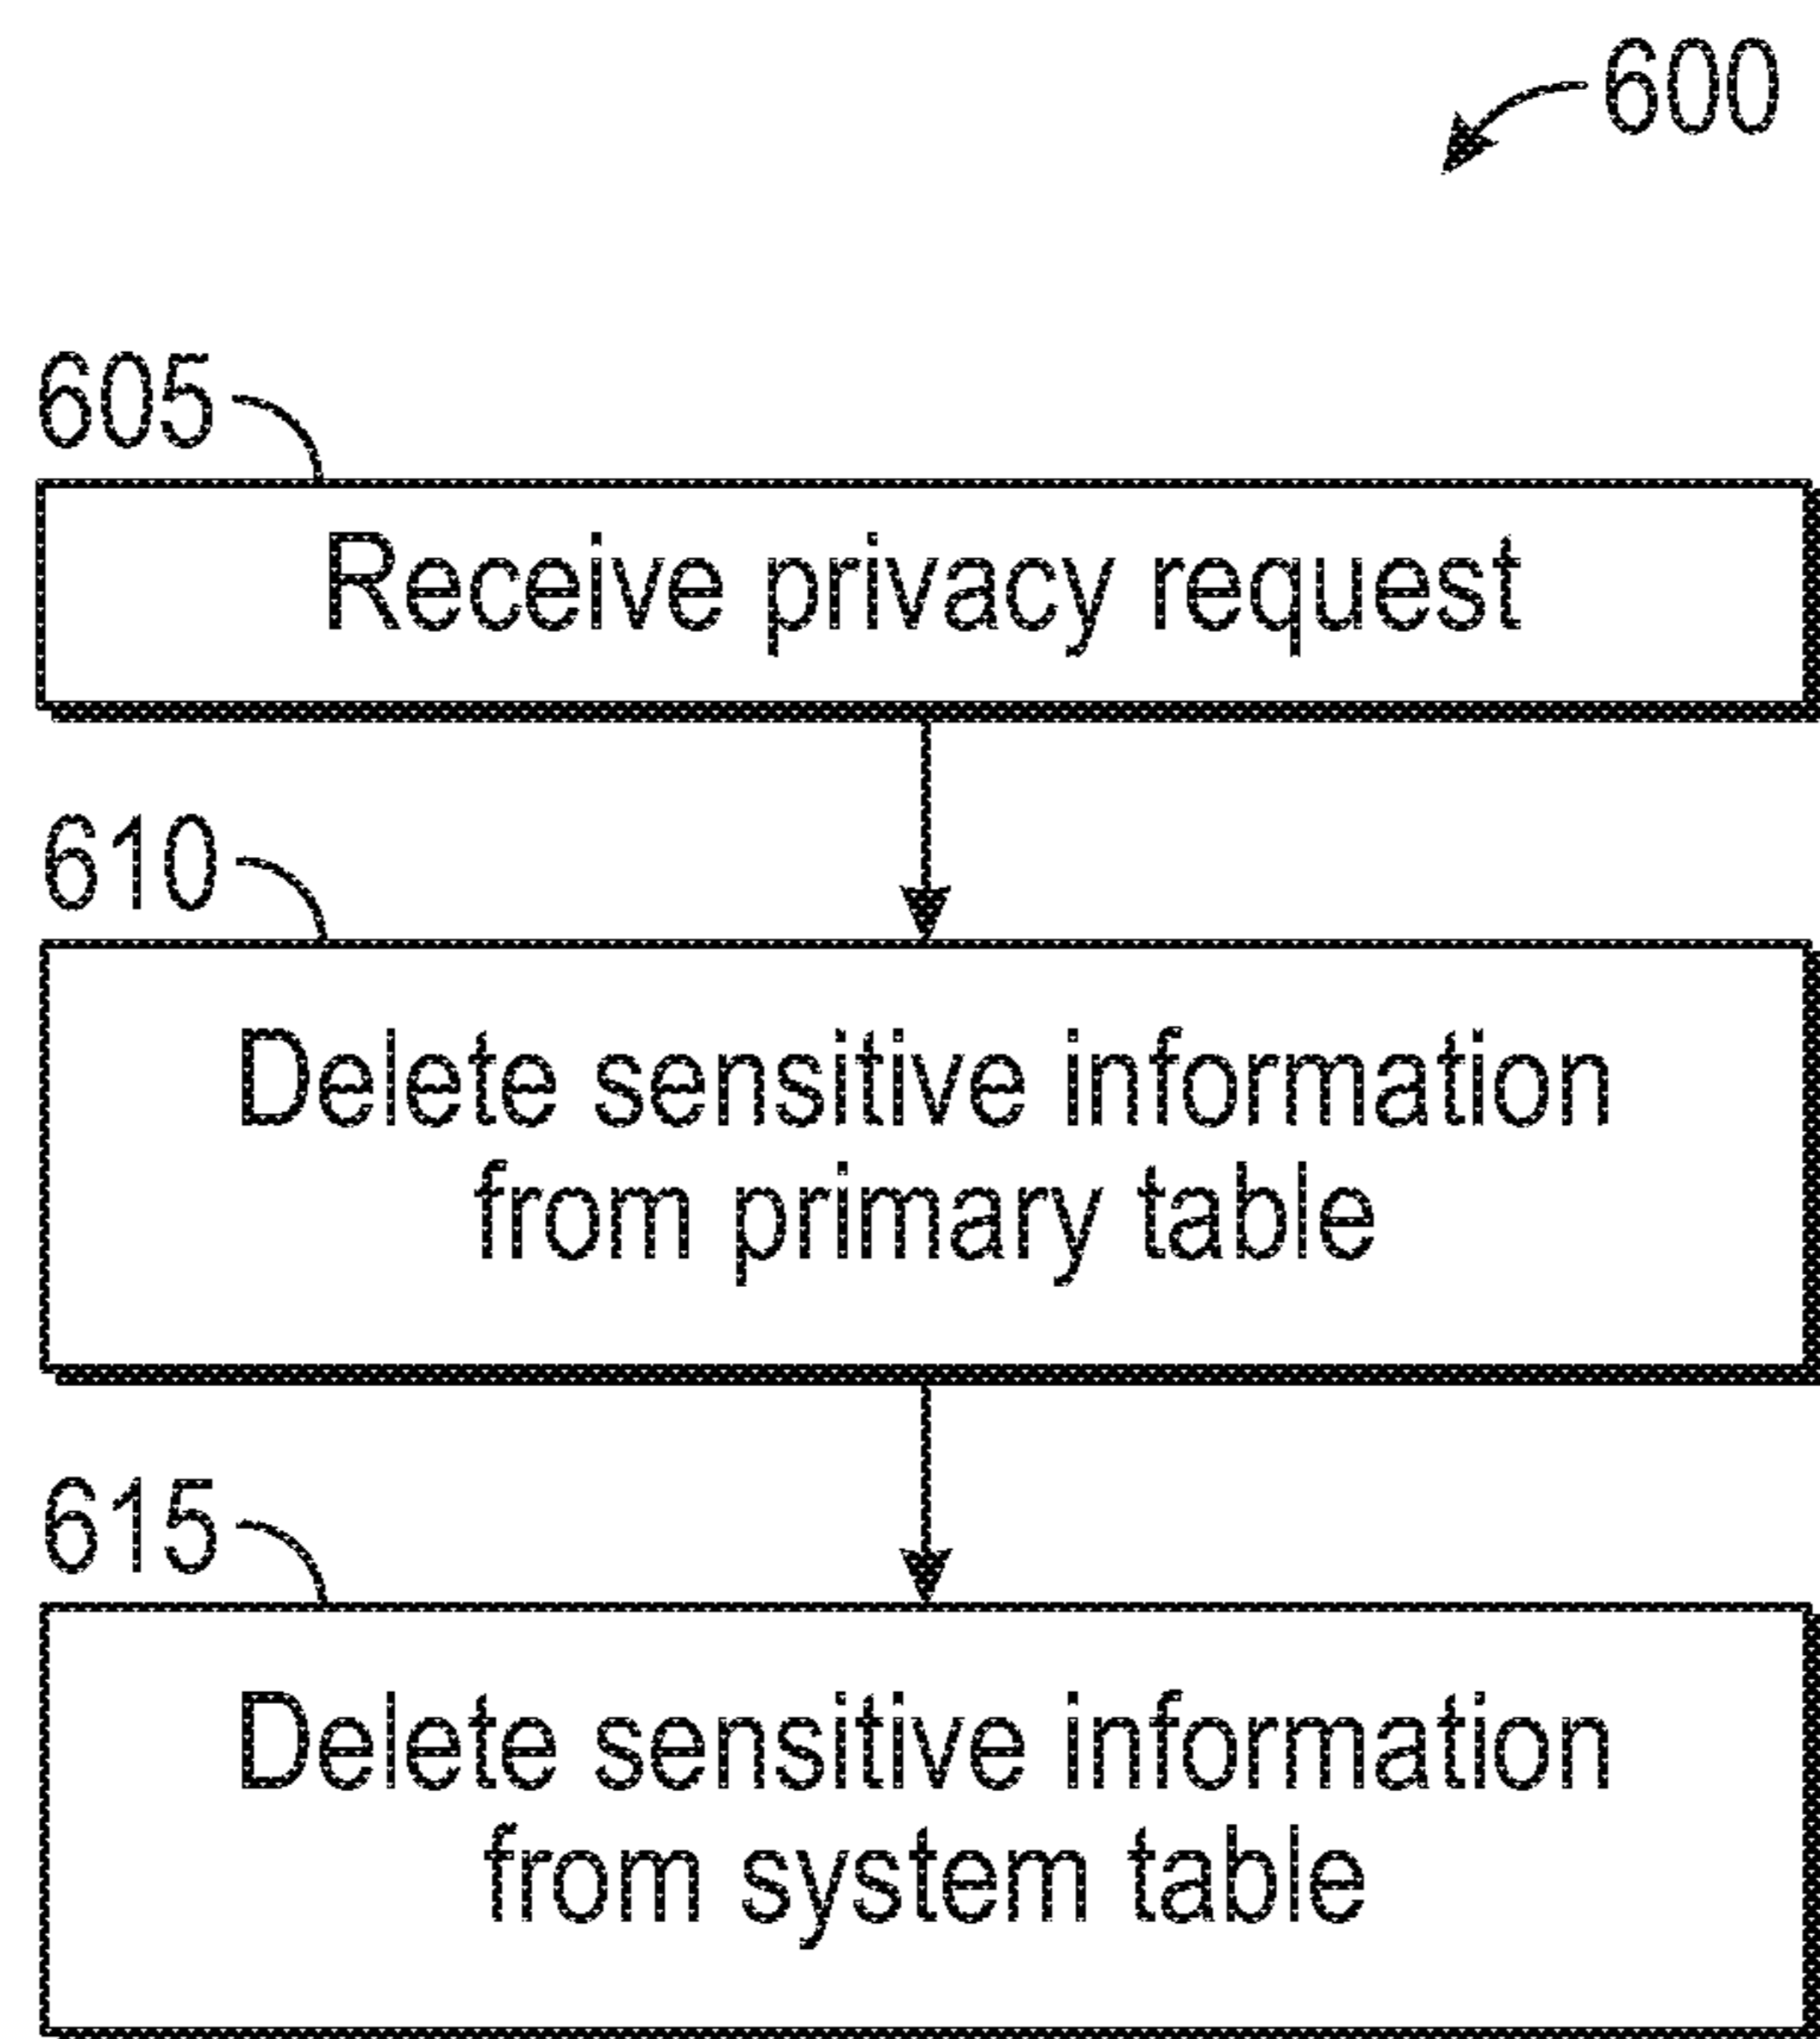 600
605
Receive privacy request
610
Delete sensitive information
from primary table
615
Delete sensitive information
from system table